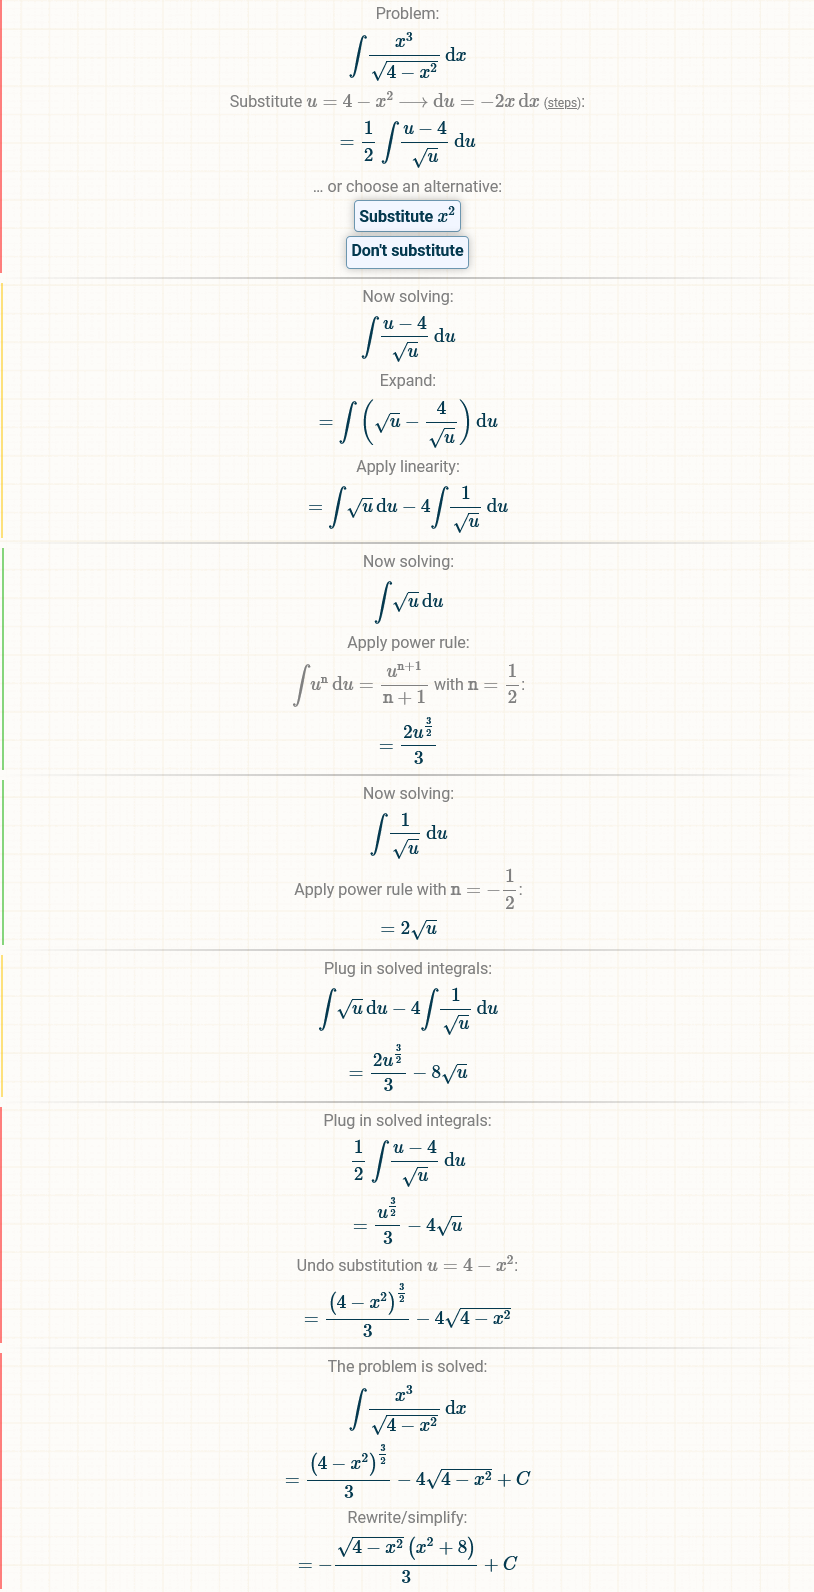 Problem:
∫ x³/√(4 − x²) dx
Substitute u = 4 − x² ⟶ du = −2x dx (steps):
= 1/2 ∫ (u − 4)/√u du
... or choose an alternative:
Substitute x²
Don't substitute
Now solving:
∫ (u − 4)/√u du
Expand:
= ∫ (√u − 4/√u) du
Apply linearity:
= ∫ √u du − 4 ∫ 1/√u du
Now solving:
∫ √u du
Apply power rule:
∫ uⁿ du = uⁿ⁺¹/(n + 1) with n = 1/2:
= 2u^(3/2)/3
Now solving:
∫ 1/√u du
Apply power rule with n = −1/2:
= 2√u
Plug in solved integrals:
∫ √u du − 4 ∫ 1/√u du
= 2u^(3/2)/3 − 8√u
Plug in solved integrals:
1/2 ∫ (u − 4)/√u du
= u^(3/2)/3 − 4√u
Undo substitution u = 4 − x²:
= (4 − x²)^(3/2)/3 − 4√(4 − x²)
The problem is solved:
∫ x³/√(4 − x²) dx
= (4 − x²)^(3/2)/3 − 4√(4 − x²) + C
Rewrite/simplify:
= −√(4 − x²) (x² + 8)/3 + C